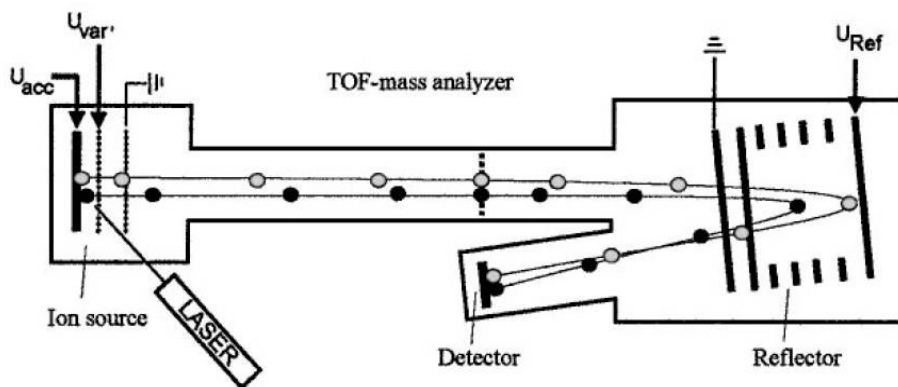 U_var'
U_acc
TOF-mass analyzer
U_Ref
Ion source
LASER
Detector
Reflector